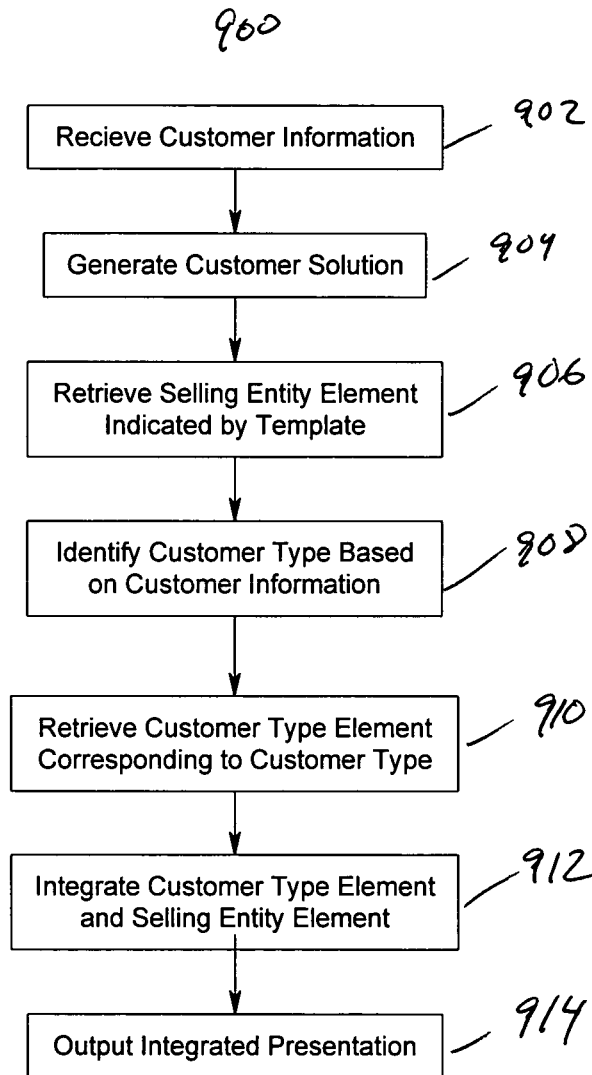 900
Recieve Customer Information
902
Generate Customer Solution
904
Retrieve Selling Entity Element
Indicated by Template
906
Identify Customer Type Based
on Customer Information
908
Retrieve Customer Type Element
Corresponding to Customer Type
910
Integrate Customer Type Element
and Selling Entity Element
912
Output Integrated Presentation
914